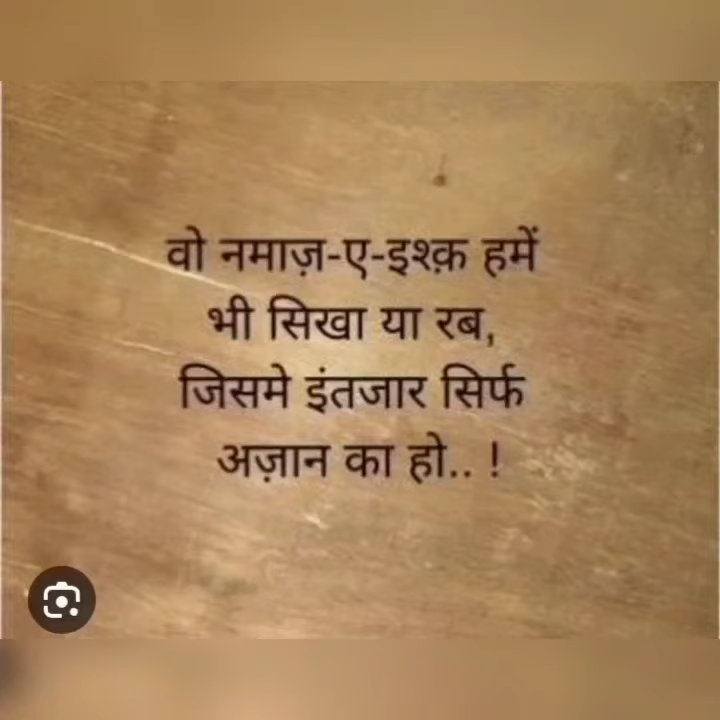 वो नमाज़-ए-इश्क़ हमें
भी सिखा या रब,
जिसमे इंतजार सिर्फ
अज़ान का हो.. !